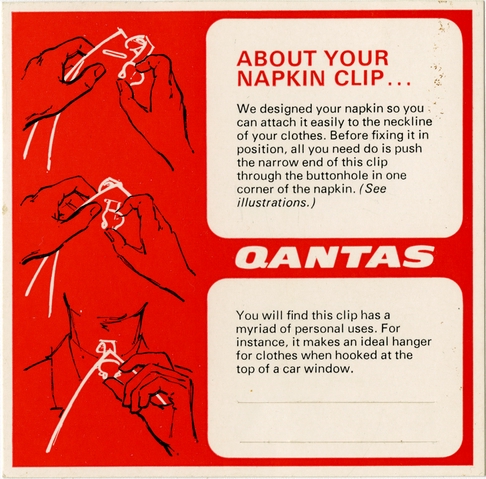 ABOUT YOUR
NAPKIN CLIP...
We designed your napkin so you
can attach it easily to the neckline
of your clothes. Before fixing it in
position, all you need do is push
the narrow end of this clip
through the buttonhole in one
corner of the napkin. (See
illustrations.)
QANTAS
You will find this clip has a
myriad of personal uses. For
instance, it makes an ideal hanger
for clothes when hooked at the
top of a car window.